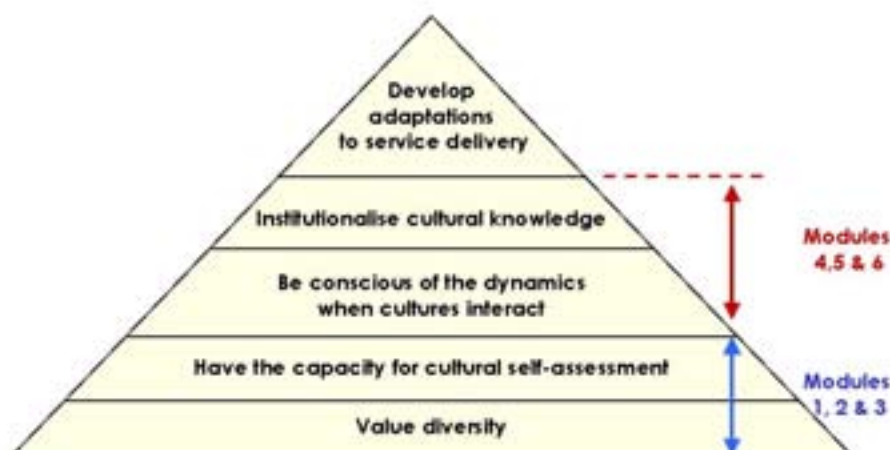 Develop
adaptations
to service delivery
Institutionalise cultural knowledge
Modules
4,5 & 6
Be conscious of the dynamics
when cultures interact
Have the capacity for cultural self-assessment
Modules
1, 2 & 3
Value diversity